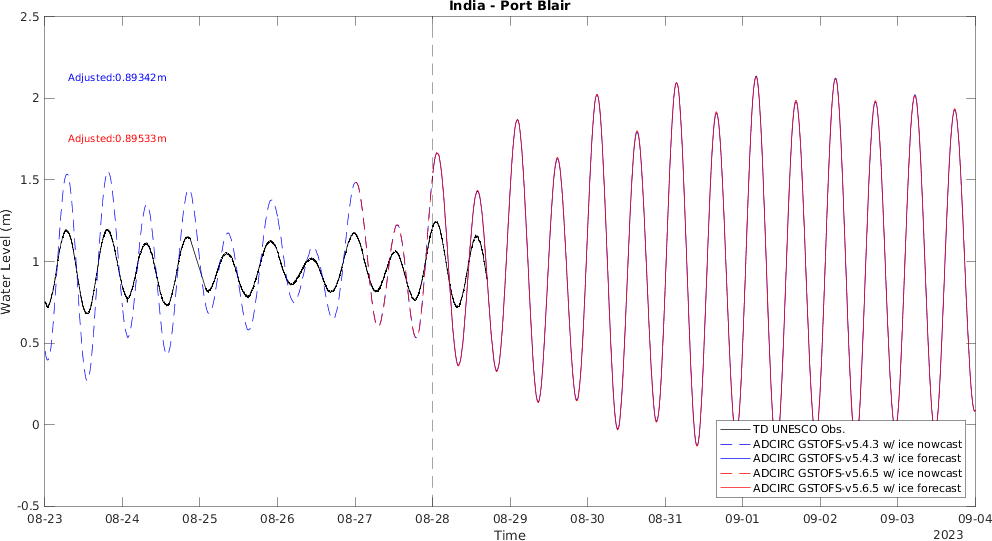 India - Port Blair
2.5
2
1.5
1
0.5
0
-0.5
Water Level (m)
Adjusted:0.89342m
Adjusted:0.89533m
TD UNESCO Obs.
ADCIRC GSTOFS-v5.4.3 w/ ice nowcast
ADCIRC GSTOFS-v5.4.3 w/ ice forecast
ADCIRC GSTOFS-v5.6.5 w/ ice nowcast
ADCIRC GSTOFS-v5.6.5 w/ ice forecast
08-23 08-24 08-25 08-26 08-27 08-28 08-29 08-30 08-31 09-01 09-02 09-03 09-04
Time
2023